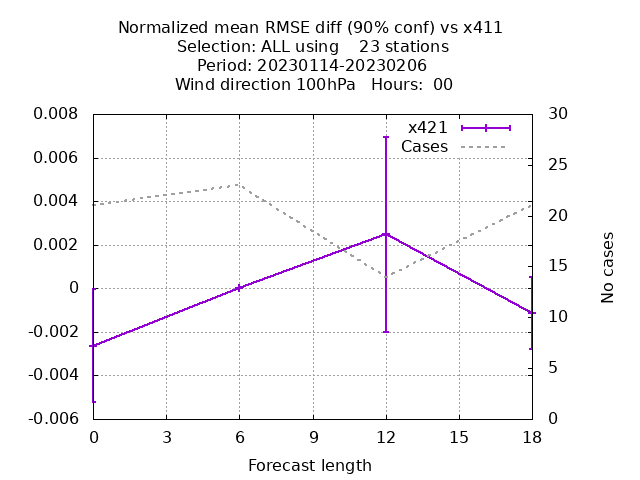 Normalized mean RMSE diff (90% conf) vs x411
Selection: ALL using    23 stations
Period: 20230114-20230206
Wind direction 100hPa   Hours:  00
0.008
0.006
0.004
0.002
0
-0.002
-0.004
-0.006
30
25
20
15
10
5
0
x421
Cases
No cases
0 3 6 9 12 15 18
Forecast length